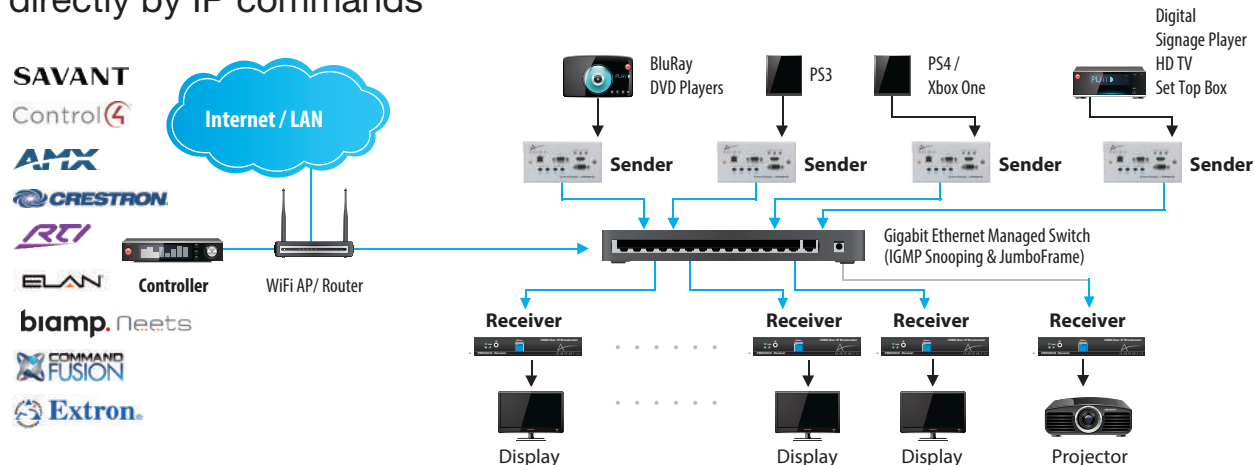 directly by IP commands
SAVANT
Control4
AMX
CRESTRON
RTI
ELAN
biamp. neets
COMMAND
FUSION
Extron
Internet / LAN
Controller
WiFi AP/ Router
BluRay
DVD Players
PS3
PS4 /
Xbox One
Digital
Signage Player
HD TV
Set Top Box
PLAY
PLAY
Sender
Sender
Sender
Sender
Gigabit Ethernet Managed Switch
(IGMP Snooping & JumboFrame)
Receiver
Receiver
Receiver
Receiver
Display
Display
Display
Projector